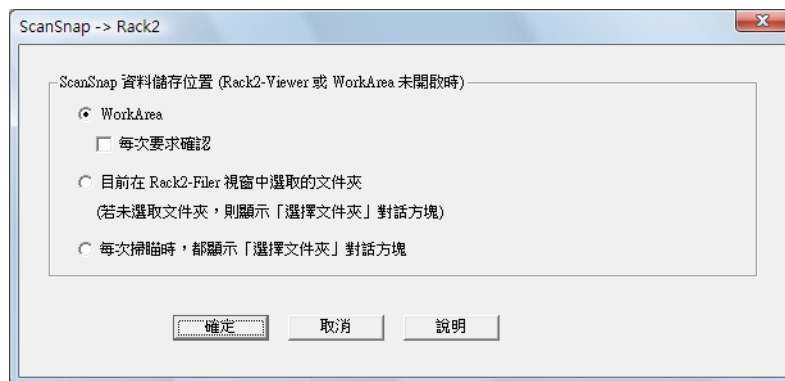 ScanSnap -> Rack2
ScanSnap 資料儲存位置 (Rack2-Viewer 或 WorkArea 未開啟時)
WorkArea
每次要求確認
目前在 Rack2-Filer 視窗中選取的文件夾
(若未選取文件夾，則顯示「選擇文件夾」對話方塊)
每次掃瞄時，都顯示「選擇文件夾」對話方塊
確定 取消 說明